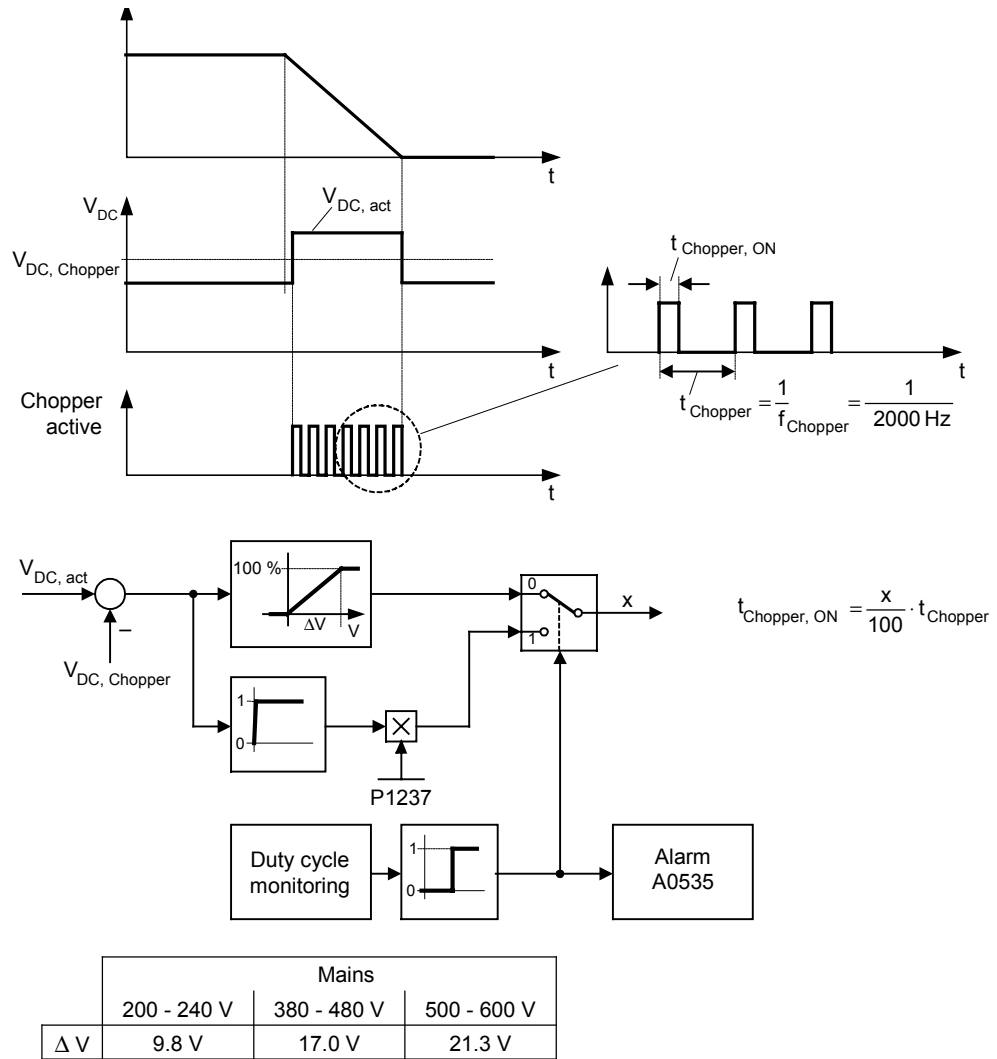 t
V_DC
V_DC, act
V_DC, Chopper
t
Chopper
active
t
t_Chopper, ON
t
t_Chopper = 1/f_Chopper = 1/2000 Hz
V_DC, act
–
V_DC, Chopper
100 %
ΔV
V
1
0
×
P1237
0
1
x
t_Chopper, ON = x/100 · t_Chopper
Duty cycle
monitoring
1
0
Alarm
A0535
Mains
200 - 240 V 380 - 480 V 500 - 600 V
Δ V 9.8 V 17.0 V 21.3 V